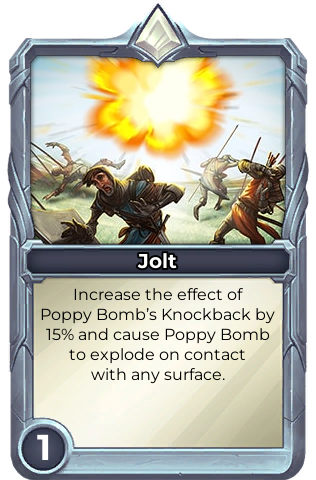 Jolt
Increase the effect of
Poppy Bomb's Knockback by
15% and cause Poppy Bomb
to explode on contact
with any surface.
1